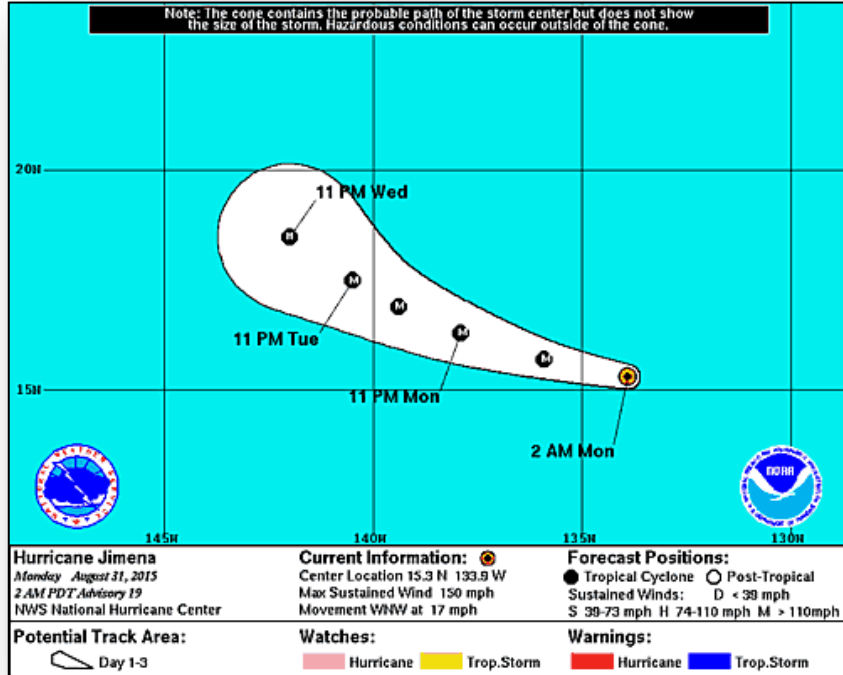 Note: The cone contains the probable path of the storm center but does not show
the size of the storm. Hazardous conditions can occur outside of the cone.
20N
11 PM Wed
11 PM Tue
11 PM Mon
15N
2 AM Mon
NOAA
145W 140W 135W 130W
Hurricane Jimena
Monday August 31, 2015
2 AM PDT Advisory 19
NWS National Hurricane Center
Current Information:
Center Location 15.3 N 133.9 W
Max Sustained Wind 150 mph
Movement WNW at 17 mph
Forecast Positions:
Tropical Cyclone Post-Tropical
Sustained Winds: D < 39 mph
S 39-73 mph H 74-110 mph M > 110mph
Potential Track Area:
Day 1-3
Watches:
Hurricane Trop.Storm
Warnings:
Hurricane Trop.Storm
H
M
M
M
M